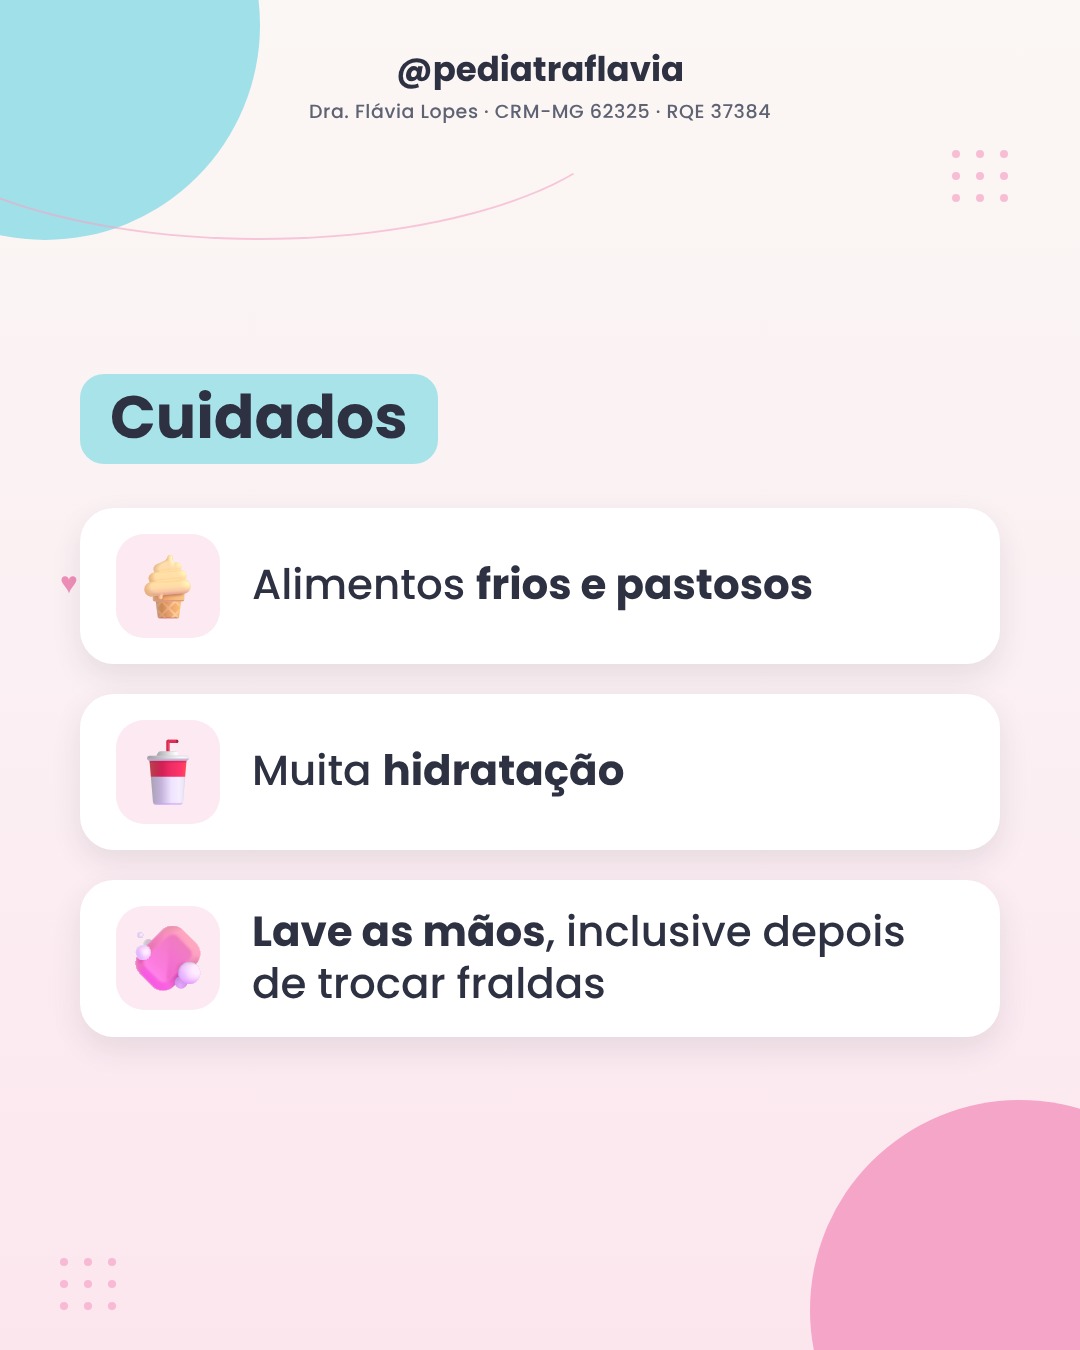 @pediatraflavia
Dra. Flávia Lopes · CRM-MG 62325 · RQE 37384
Cuidados
Alimentos frios e pastosos
Muita hidratação
Lave as mãos, inclusive depois
de trocar fraldas